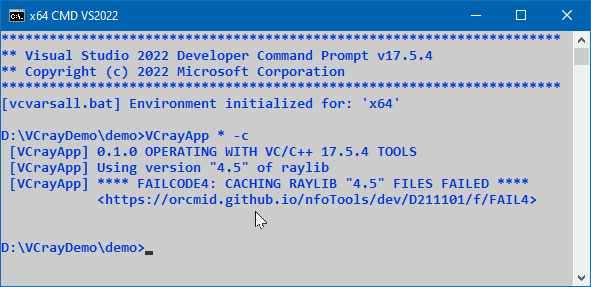 x64 CMD VS2022
**********************************************************************
** Visual Studio 2022 Developer Command Prompt v17.5.4
** Copyright (c) 2022 Microsoft Corporation
**********************************************************************
[vcvarsall.bat] Environment initialized for: 'x64'
D:\VCrayDemo\demo>VCrayApp * -c
[VCrayApp] 0.1.0 OPERATING WITH VC/C++ 17.5.4 TOOLS
[VCrayApp] Using version "4.5" of raylib
[VCrayApp] **** FAILCODE4: CACHING RAYLIB "4.5" FILES FAILED ****
<https://orcmid.github.io/nfoTools/dev/D211101/f/FAIL4>
D:\VCrayDemo\demo>